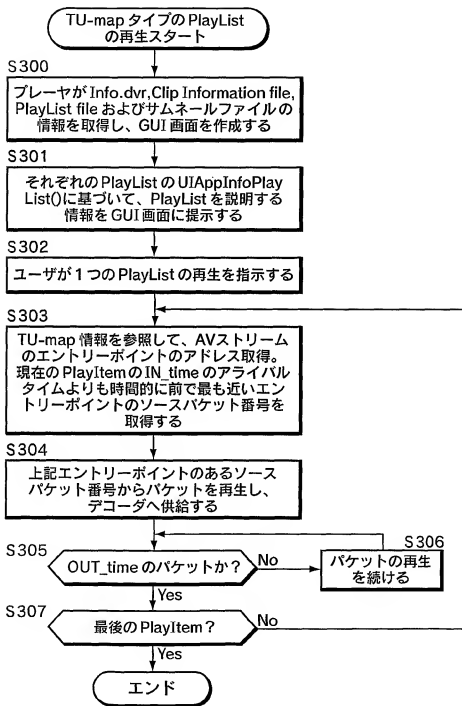 TU-map タイプの PlayList
の再生スタート
S300
プレーヤが Info.dvr,Clip Information file,
PlayList file およびサムネールファイルの
情報を取得し、GUI 画面を作成する
S301
それぞれの PlayList の UIAppInfoPlay
List()に基づいて、PlayList を説明する
情報を GUI 画面に提示する
S302
ユーザが 1 つの PlayList の再生を指示する
S303
TU-map 情報を参照して、AVストリーム
のエントリーポイントのアドレス取得。
現在の PlayItem の IN_time のアライバル
タイムよりも時間的に前で最も近いエント
リーポイントのソースパケット番号を
取得する
S304
上記エントリーポイントのあるソース
パケット番号からパケットを再生し、
デコーダへ供給する
S305
OUT_time のパケットか？
No
S306
パケットの再生
を続ける
Yes
S307
最後の PlayItem？
No
Yes
エンド